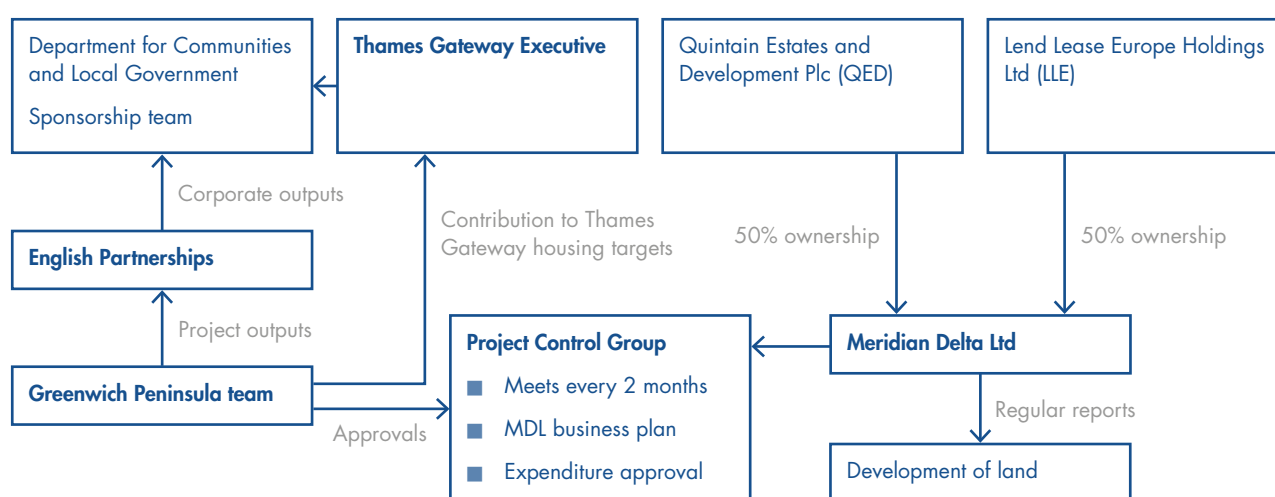 Department for Communities
and Local Government
Sponsorship team
Thames Gateway Executive
Quintain Estates and
Development Plc (QED)
Lend Lease Europe Holdings
Ltd (LLE)
Corporate outputs
Contribution to Thames
Gateway housing targets
50% ownership
50% ownership
English Partnerships
Project outputs
Greenwich Peninsula team
Approvals
Project Control Group
■ Meets every 2 months
■ MDL business plan
■ Expenditure approval
Meridian Delta Ltd
Regular reports
Development of land